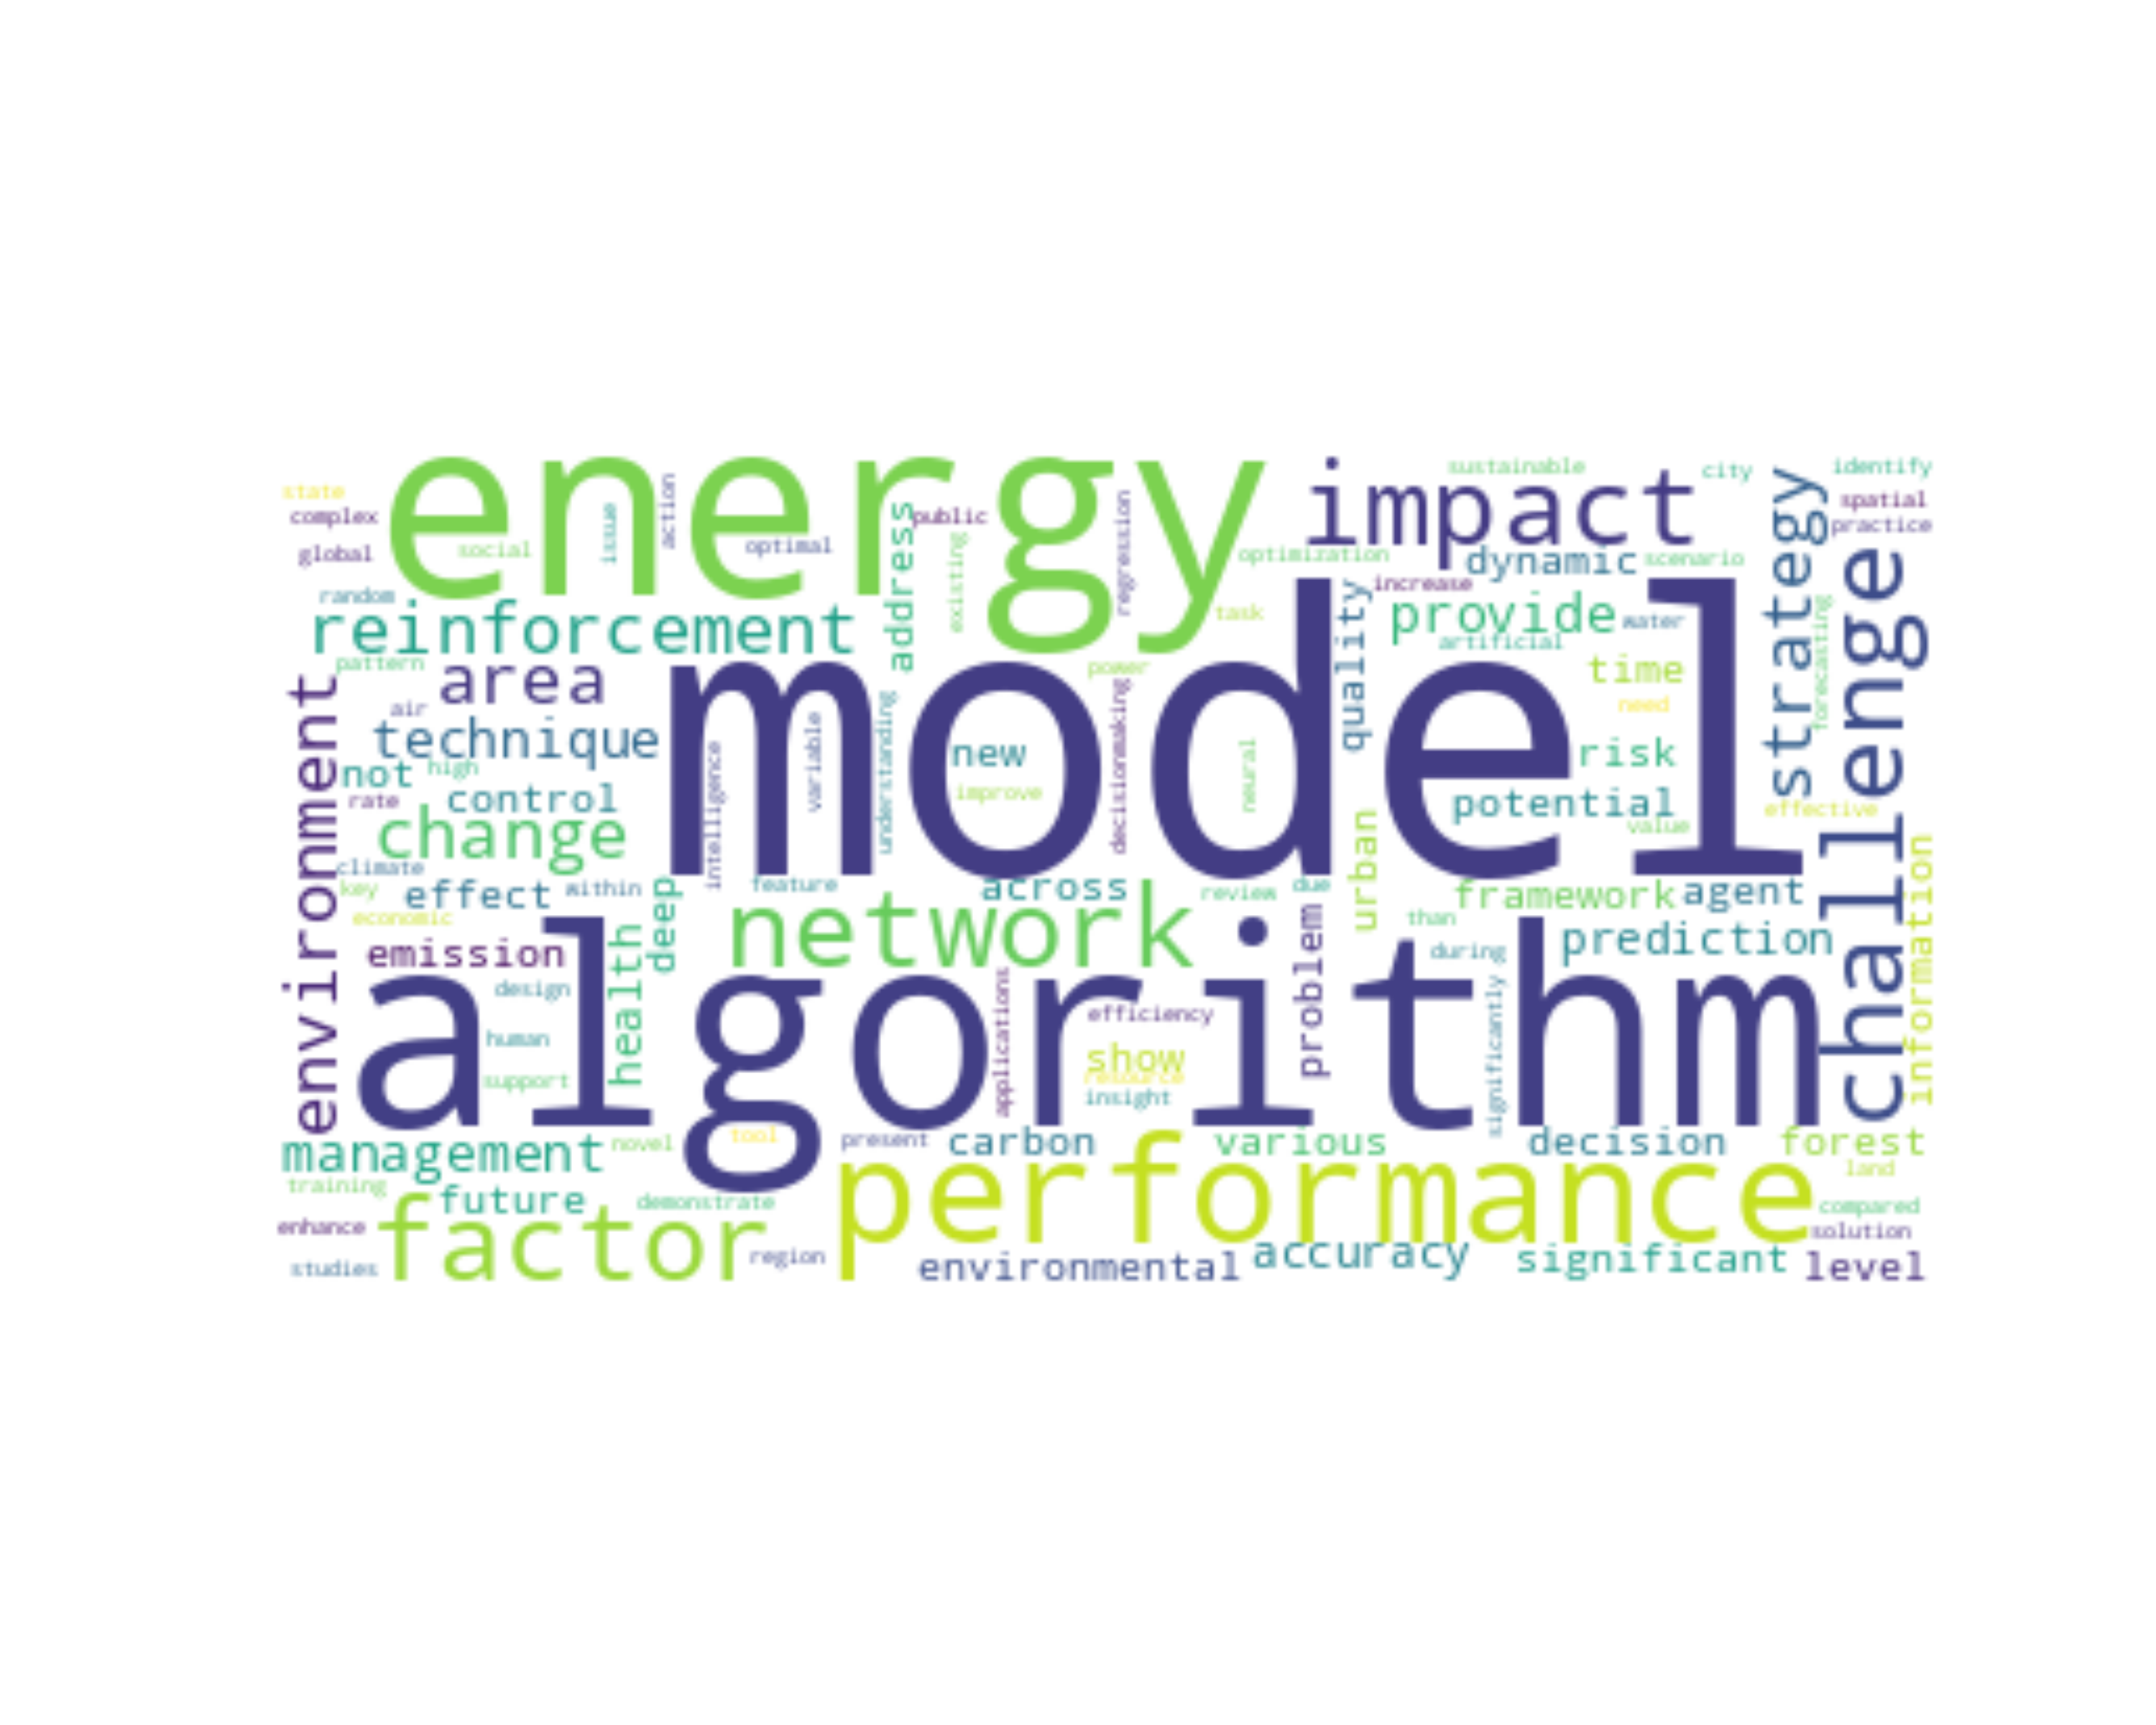 energy
impact
sustainable
city
identify
state
complex
global
social
issue
action
optimal
address
public
existing
regression
optimization
dynamic
scenario
strategy
spatial
practice
challenge
random
reinforcement
increase
task
quality
provide
water
artificial
forecasting
pattern
area
power
time
model
need
air
environment
technique
understanding
variable
intelligence
new
decisionmaking
neural
risk
not
high
rate
control
improve
potential
effective
value
change
climate
key
effect
within
deep
feature
across
review
due
urban
framework
agent
information
economic
network
than
emission
health
problem
during
prediction
algorithm
design
human
support
applications
efficiency
show
resource
insight
significantly
management
novel
tool
present
carbon
various
decision
forest
training
future
demonstrate
performance
land
compared
enhance
factor
solution
studies
region
environmental
accuracy
significant
level